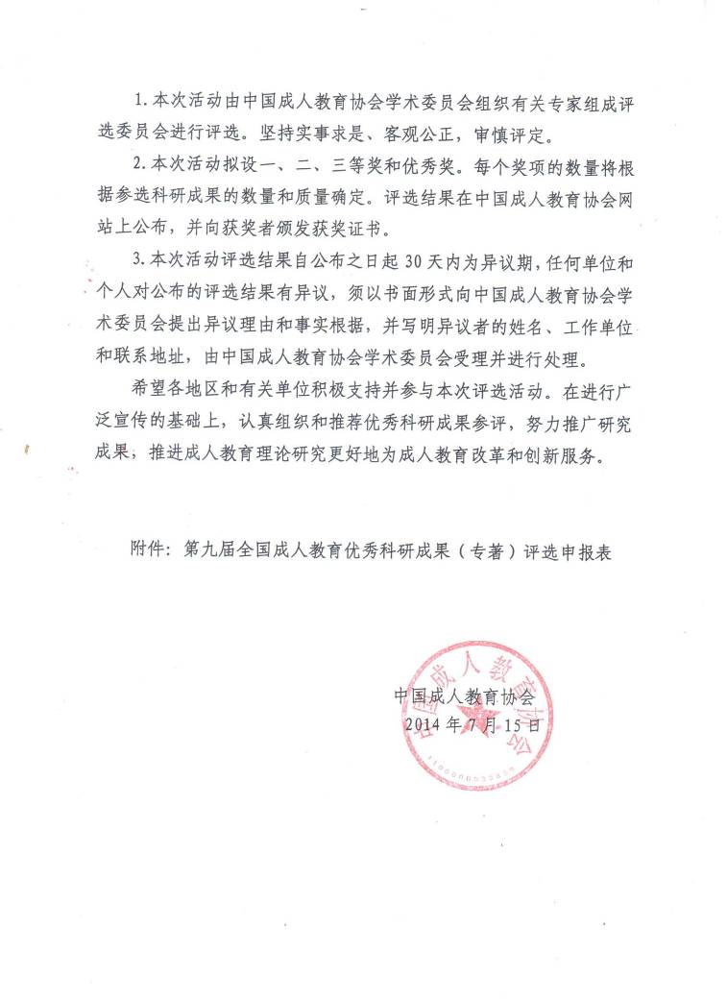 1.本次活动由中国成人教育协会学术委员会组织有关专家组成评
选委员会进行评选。坚持实事求是、客观公正，审慎评定。
2.本次活动拟设一、二、三等奖和优秀奖。每个奖项的数量将根
据参选科研成果的数量和质量确定。评选结果在中国成人教育协会网
站上公布，并向获奖者颁发获奖证书。
3.本次活动评选结果自公布之日起 30 天内为异议期,任何单位和
个人对公布的评选结果有异议，须以书面形式向中国成人教育协会学
术委员会提出异议理由和事实根据，并写明异议者的姓名、工作单位
和联系地址，由中国成人教育协会学术委员会受理并进行处理。
希望各地区和有关单位积极支持并参与本次评选活动。在进行广
泛宣传的基础上，认真组织和推荐优秀科研成果参评，努力推广研究
成果，推进成人教育理论研究更好地为成人教育改革和创新服务。
附件：第九届全国成人教育优秀科研成果（专著）评选申报表
中国成人教育协会
中国成人教育协会
2014 年 7 月 15 日